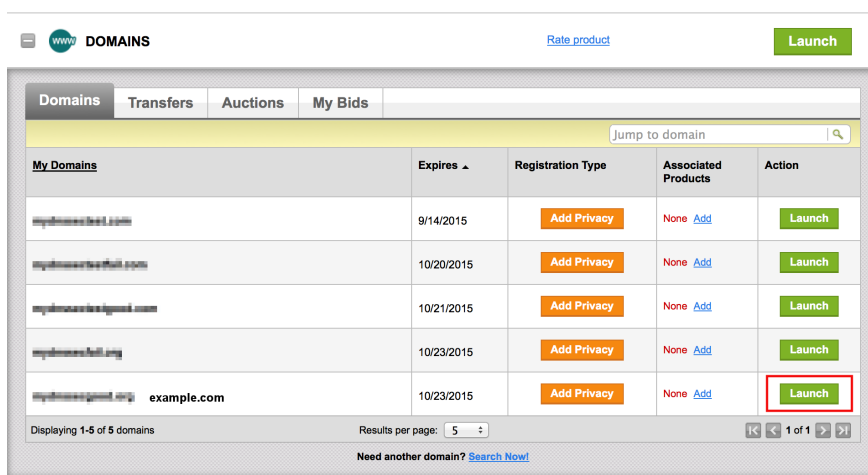 www DOMAINS Rate product Launch
Domains Transfers Auctions My Bids
Jump to domain
My Domains Expires Registration Type Associated Products Action
9/14/2015 Add Privacy None Add Launch
10/20/2015 Add Privacy None Add Launch
10/21/2015 Add Privacy None Add Launch
10/23/2015 Add Privacy None Add Launch
example.com 10/23/2015 Add Privacy None Add Launch
Displaying 1-5 of 5 domains Results per page: 5 1 of 1
Need another domain? Search Now!